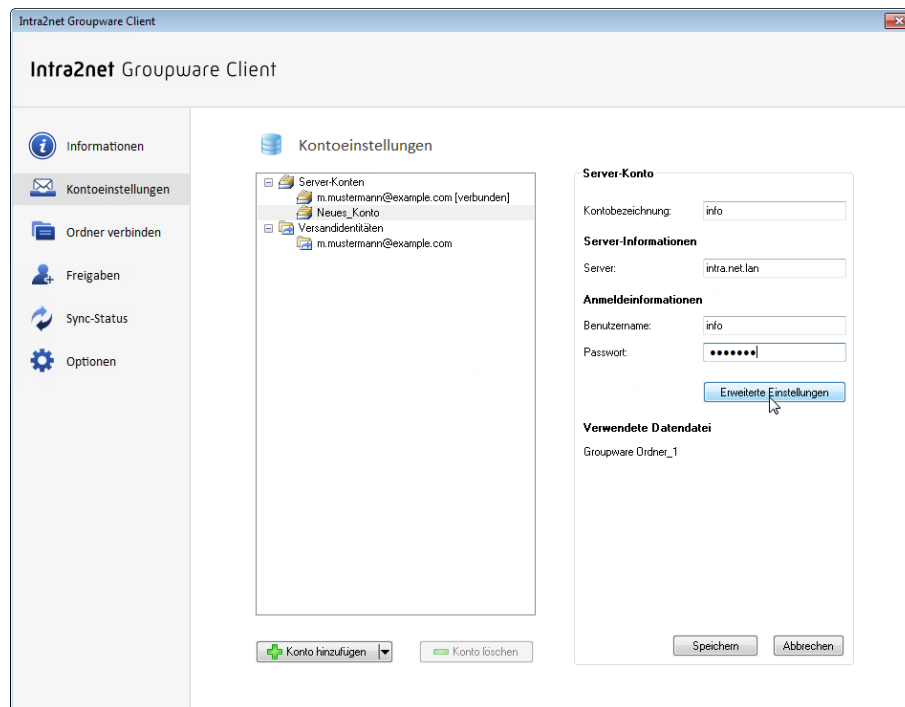 Intra2net Groupware Client
Intra2net Groupware Client
Informationen
Kontoeinstellungen
Ordner verbinden
Freigaben
Sync-Status
Optionen
Kontoeinstellungen
Server-Konten
m.mustermann@example.com [verbunden]
Neues_Konto
Versandidentitäten
m.mustermann@example.com
Konto hinzufügen
Konto löschen
Server-Konto
Kontobezeichnung: info
Server-Informationen
Server: intra.net.lan
Anmeldeinformationen
Benutzername: info
Passwort: •••••••
Erweiterte Einstellungen
Verwendete Datendatei
Groupware Ordner_1
Speichern
Abbrechen